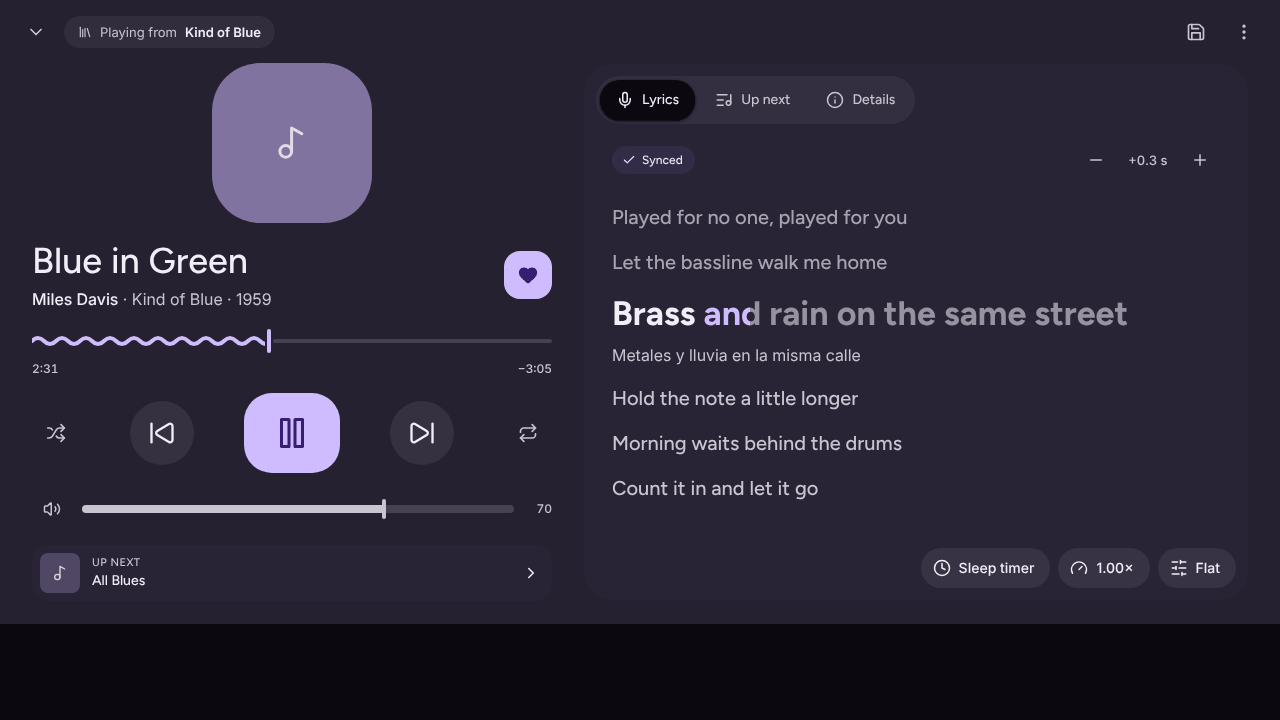 Playing from Kind of Blue
Blue in Green
Miles Davis · Kind of Blue · 1959
2:31
−3:05
70
UP NEXT
All Blues
Lyrics
Up next
Details
Synced
+0.3 s
Played for no one, played for you
Let the bassline walk me home
Brass and rain on the same street
Metales y lluvia en la misma calle
Hold the note a little longer
Morning waits behind the drums
Count it in and let it go
Sleep timer
1.00×
Flat